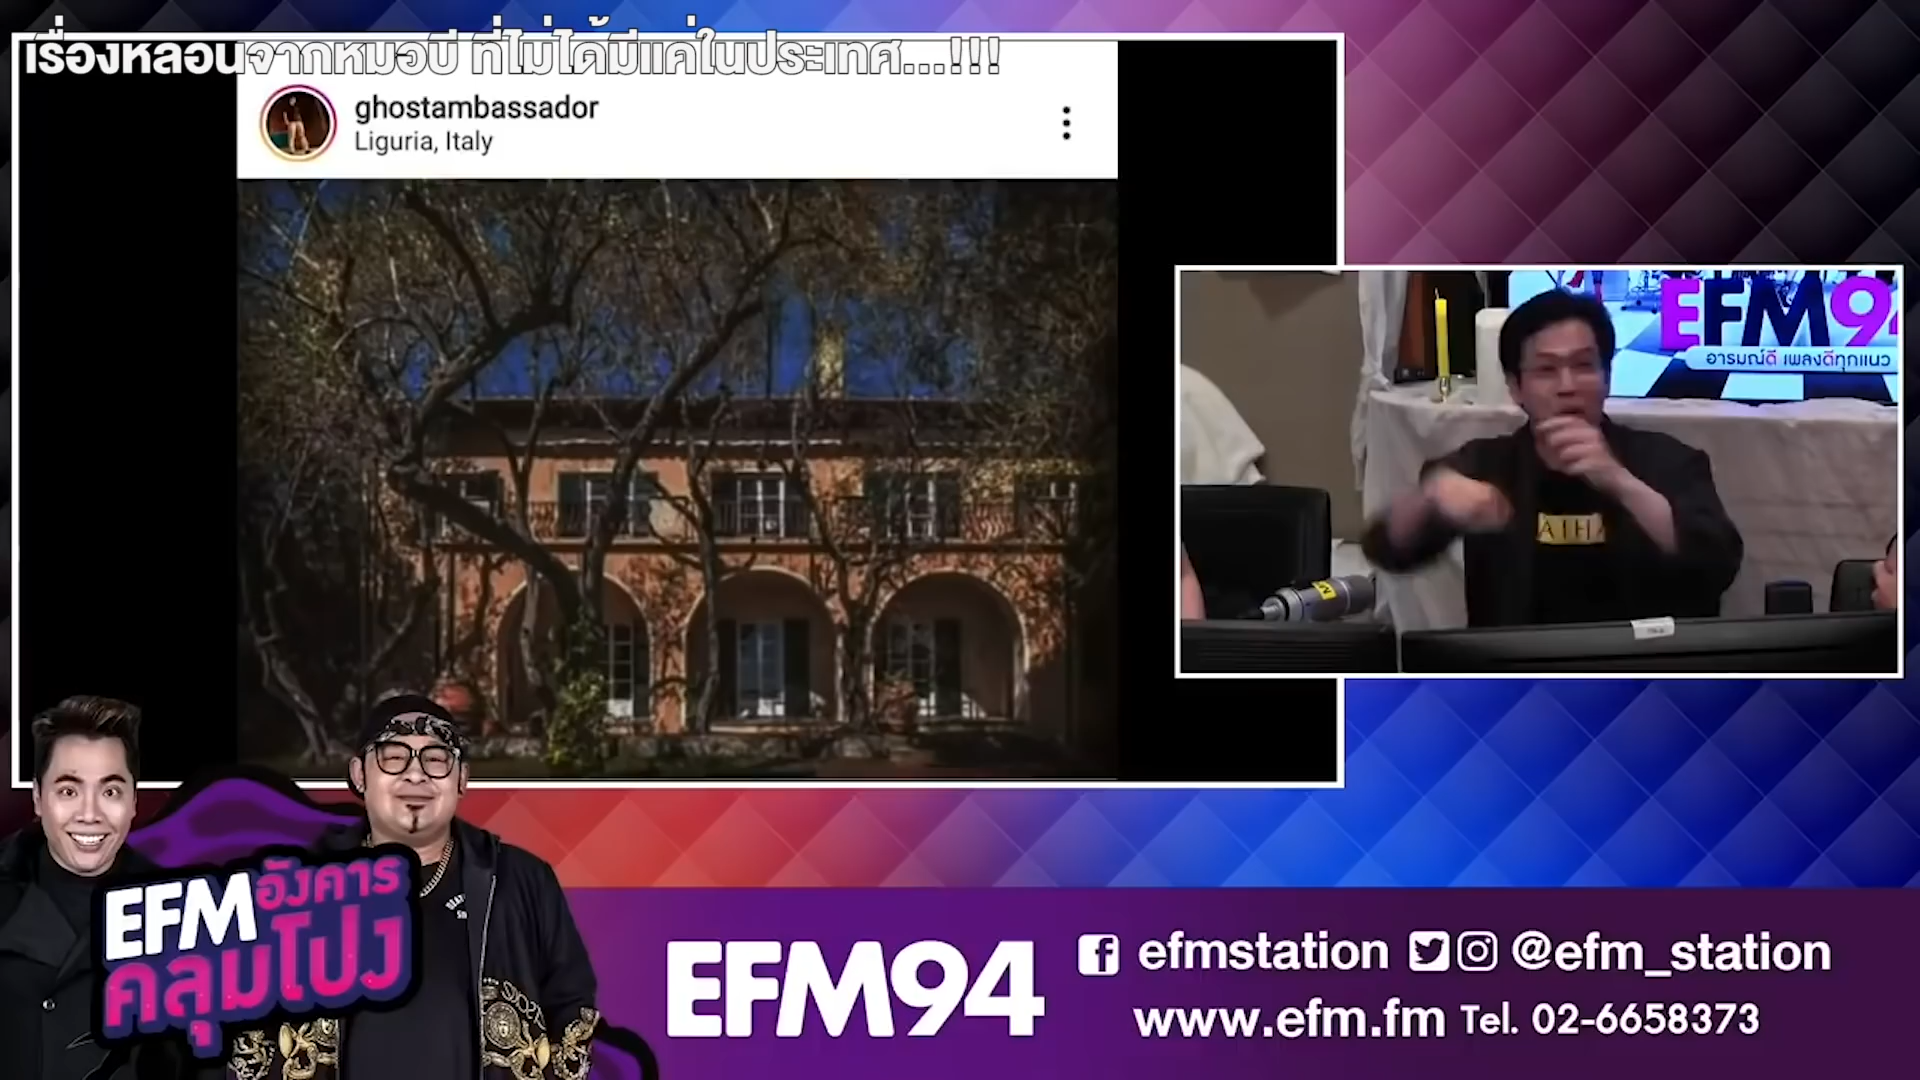 เรื่องหลอนจากหมอบี ที่ไม่ได้มีแค่ในประเทศ...!!!
ghostambassador
Liguria, Italy
EFM94
อารมณ์ดี เพลงดีทุกแนว
EFM อังคาร
คลุมโปง
EFM94
efmstation
@efm_station
www.efm.fm Tel. 02-6658373